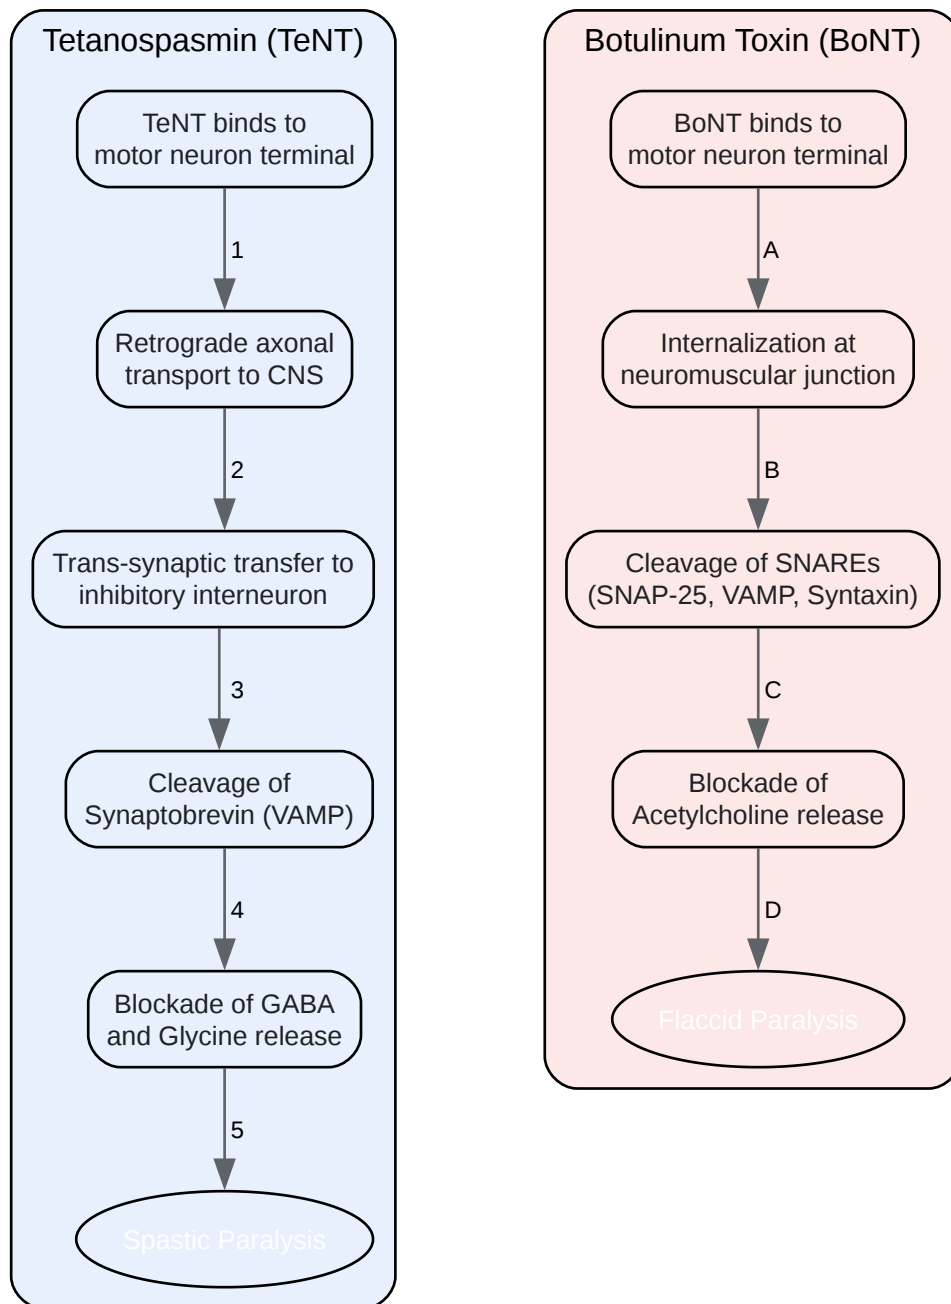 Tetanospasmin (TeNT)
TeNT binds to
motor neuron terminal
1
Retrograde axonal
transport to CNS
2
Trans-synaptic transfer to
inhibitory interneuron
3
Cleavage of
Synaptobrevin (VAMP)
4
Blockade of GABA
and Glycine release
5
Spastic Paralysis
Botulinum Toxin (BoNT)
BoNT binds to
motor neuron terminal
A
Internalization at
neuromuscular junction
B
Cleavage of SNAREs
(SNAP-25, VAMP, Syntaxin)
C
Blockade of
Acetylcholine release
D
Flaccid Paralysis